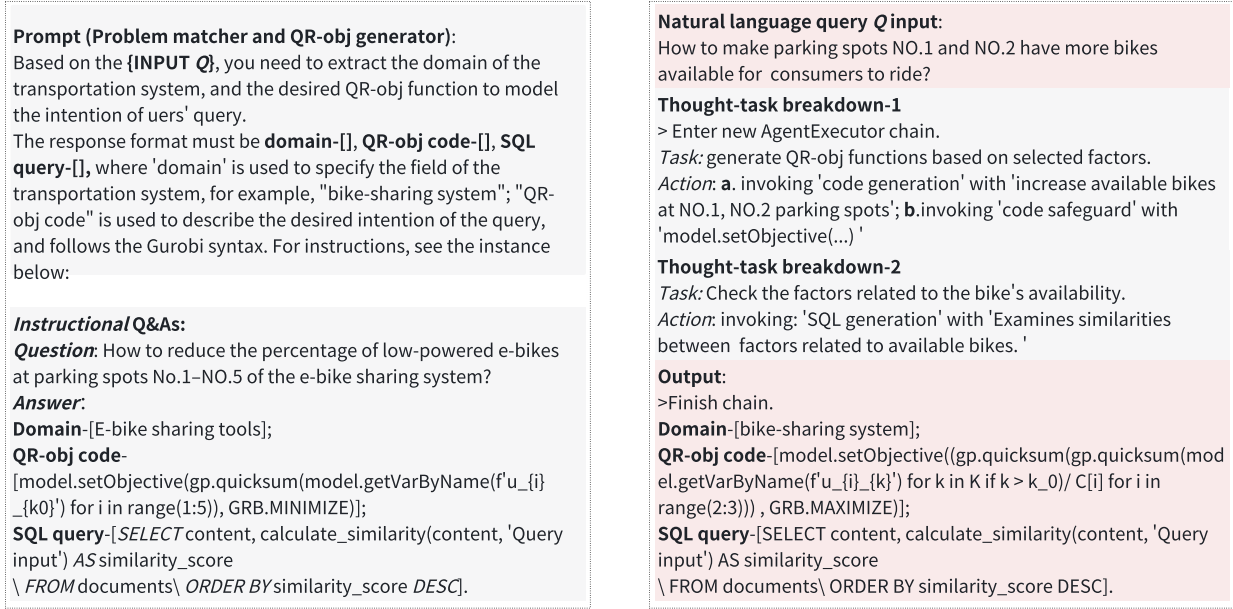 Prompt (Problem matcher and QR-obj generator):
Based on the {INPUT Q}, you need to extract the domain of the
transportation system, and the desired QR-obj function to model
the intention of uers' query.
The response format must be domain-[], QR-obj code-[], SQL
query-[], where 'domain' is used to specify the field of the
transportation system, for example, "bike-sharing system"; "QR-
obj code" is used to describe the desired intention of the query,
and follows the Gurobi syntax. For instructions, see the instance
below:
Instructional Q&As:
Question: How to reduce the percentage of low-powered e-bikes
at parking spots No.1–NO.5 of the e-bike sharing system?
Answer:
Domain-[E-bike sharing tools];
QR-obj code-
[model.setObjective(gp.quicksum(model.getVarByName(f'u_{i}
_{k0}') for i in range(1:5)), GRB.MINIMIZE)];
SQL query-[SELECT content, calculate_similarity(content, 'Query
input') AS similarity_score
\ FROM documents\ ORDER BY similarity_score DESC].
Natural language query Q input:
How to make parking spots NO.1 and NO.2 have more bikes
available for consumers to ride?
Thought-task breakdown-1
> Enter new AgentExecutor chain.
Task: generate QR-obj functions based on selected factors.
Action: a. invoking 'code generation' with 'increase available bikes
at NO.1, NO.2 parking spots'; b.invoking 'code safeguard' with
'model.setObjective(...) '
Thought-task breakdown-2
Task: Check the factors related to the bike's availability.
Action: invoking: 'SQL generation' with 'Examines similarities
between factors related to available bikes. '
Output:
>Finish chain.
Domain-[bike-sharing system];
QR-obj code-[model.setObjective((gp.quicksum(gp.quicksum(mod
el.getVarByName(f'u_{i}_{k}') for k in K if k > k_0)/ C[i] for i in
range(2:3))) , GRB.MAXIMIZE)];
SQL query-[SELECT content, calculate_similarity(content, 'Query
input') AS similarity_score
\ FROM documents\ ORDER BY similarity_score DESC].